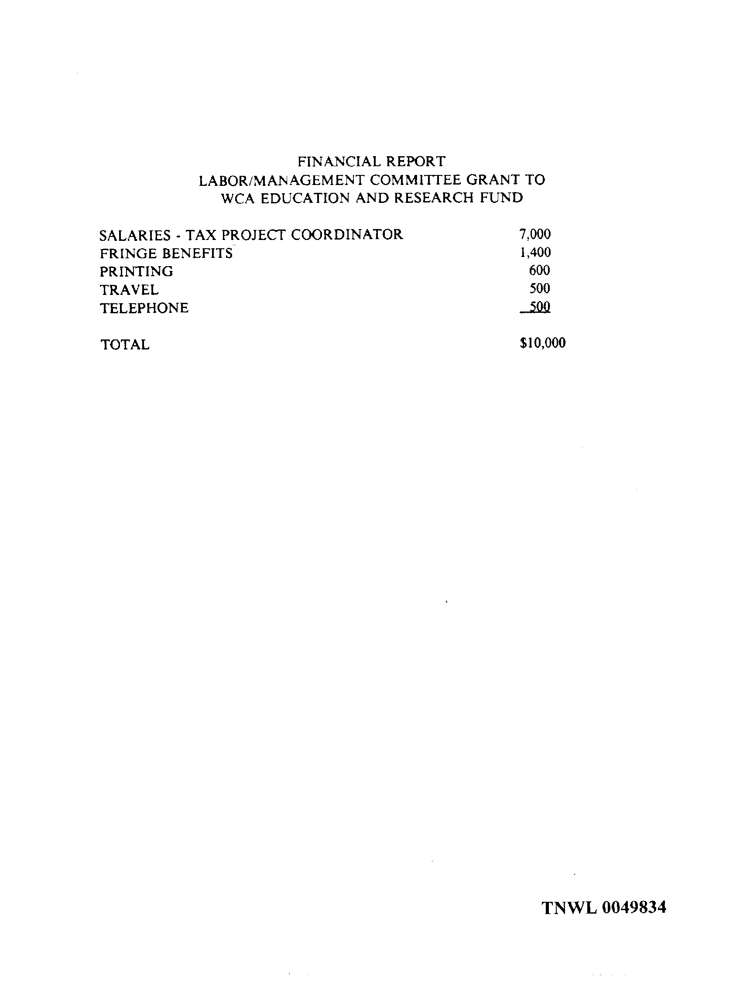 FINANCIAL REPORT
LABOR/MANAGEMENT COMMITTEE GRANT TO
WCA EDUCATION AND RESEARCH FUND
SALARIES - TAX PROJECT COORDINATOR 7,000
FRINGE BENEFITS 1,400
PRINTING 600
TRAVEL 500
TELEPHONE 500
TOTAL $10,000
TNWL 0049834